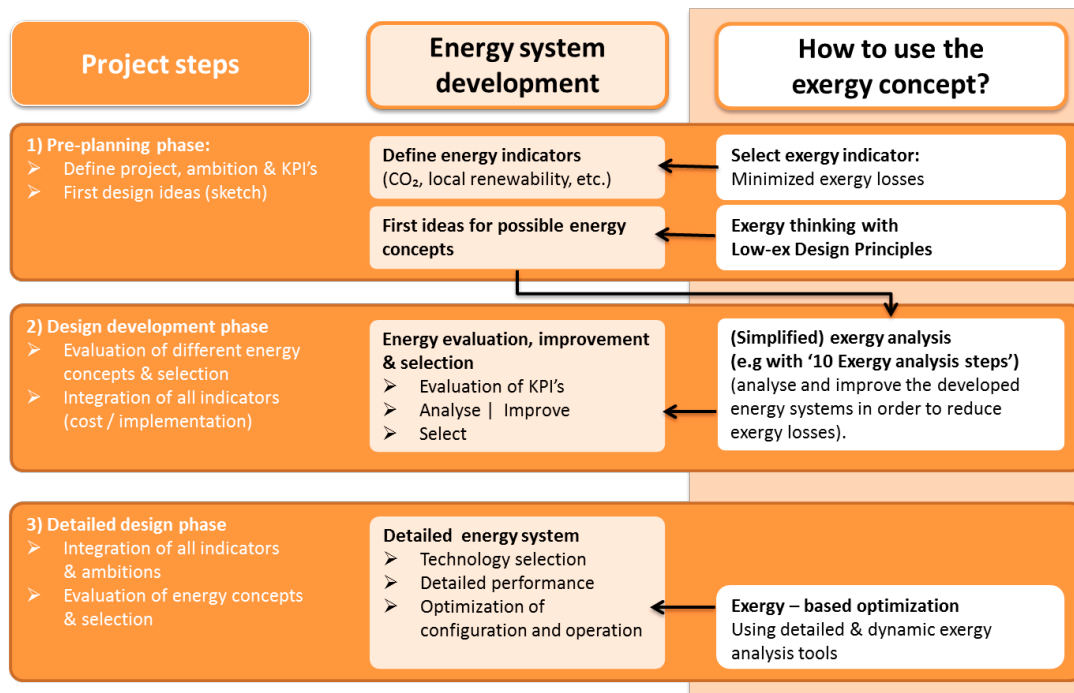 Project steps
Energy system
development
How to use the
exergy concept?
1) Pre-planning phase:
➢ Define project, ambition & KPI’s
➢ First design ideas (sketch)
Define energy indicators
(CO₂, local renewability, etc.)
Select exergy indicator:
Minimized exergy losses
First ideas for possible energy
concepts
Exergy thinking with
Low-ex Design Principles
2) Design development phase
➢ Evaluation of different energy
concepts & selection
➢ Integration of all indicators
(cost / implementation)
Energy evaluation, improvement
& selection
➢ Evaluation of KPI’s
➢ Analyse | Improve
➢ Select
(Simplified) exergy analysis
(e.g with ‘10 Exergy analysis steps’)
(analyse and improve the developed
energy systems in order to reduce
exergy losses).
3) Detailed design phase
➢ Integration of all indicators
& ambitions
➢ Evaluation of energy concepts
& selection
Detailed energy system
➢ Technology selection
➢ Detailed performance
➢ Optimization of
configuration and operation
Exergy – based optimization
Using detailed & dynamic exergy
analysis tools